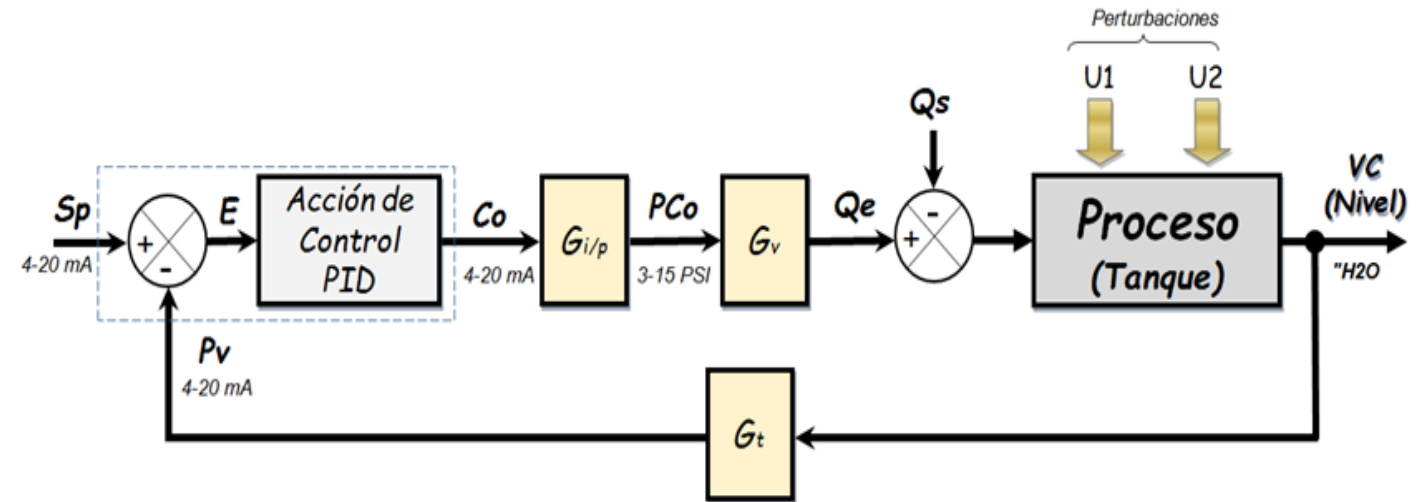 Perturbaciones
U1
U2
Qs
VC
(Nivel)
"H2O
Sp
4-20 mA
+
-
E
Acción de
Control
PID
Co
4-20 mA
Gi/p
PCo
3-15 PSI
Gv
Qe
-
+
Proceso
(Tanque)
Pv
4-20 mA
Gt